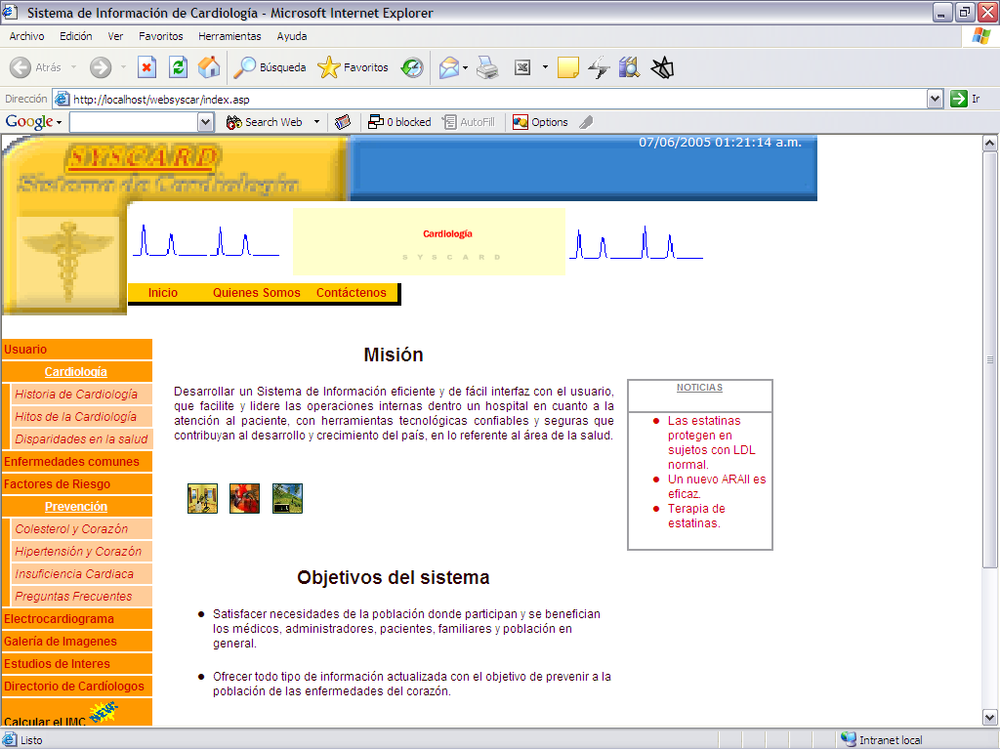 Sistema de Información de Cardiología - Microsoft Internet Explorer
Archivo Edición Ver Favoritos Herramientas Ayuda
Atrás Búsqueda Favoritos
Dirección http://localhost/websyscar/index.asp Ir
Google Search Web 0 blocked AutoFill Options
07/06/2005 01:21:14 a.m.
SYSCARD
Sistema de Cardiología
Cardiología
S Y S C A R D
Inicio Quienes Somos Contáctenos
Usuario
Cardiología
Historia de Cardiología
Hitos de la Cardiología
Disparidades en la salud
Enfermedades comunes
Factores de Riesgo
Prevención
Colesterol y Corazón
Hipertensión y Corazón
Insuficiencia Cardiaca
Preguntas Frecuentes
Electrocardiograma
Galería de Imagenes
Estudios de Interes
Directorio de Cardíologos
Calcular el IMC NEW!
Misión
Desarrollar un Sistema de Información eficiente y de fácil interfaz con el usuario,
que facilite y lidere las operaciones internas dentro un hospital en cuanto a la
atención al paciente, con herramientas tecnológicas confiables y seguras que
contribuyan al desarrollo y crecimiento del país, en lo referente al área de la salud.
Objetivos del sistema
Satisfacer necesidades de la población donde participan y se benefician
los médicos, administradores, pacientes, familiares y población en
general.
Ofrecer todo tipo de información actualizada con el objetivo de prevenir a la
población de las enfermedades del corazón.
NOTICIAS
Las estatinas
protegen en
sujetos con LDL
normal.
Un nuevo ARAII es
eficaz.
Terapia de
estatinas.
Listo Intranet local